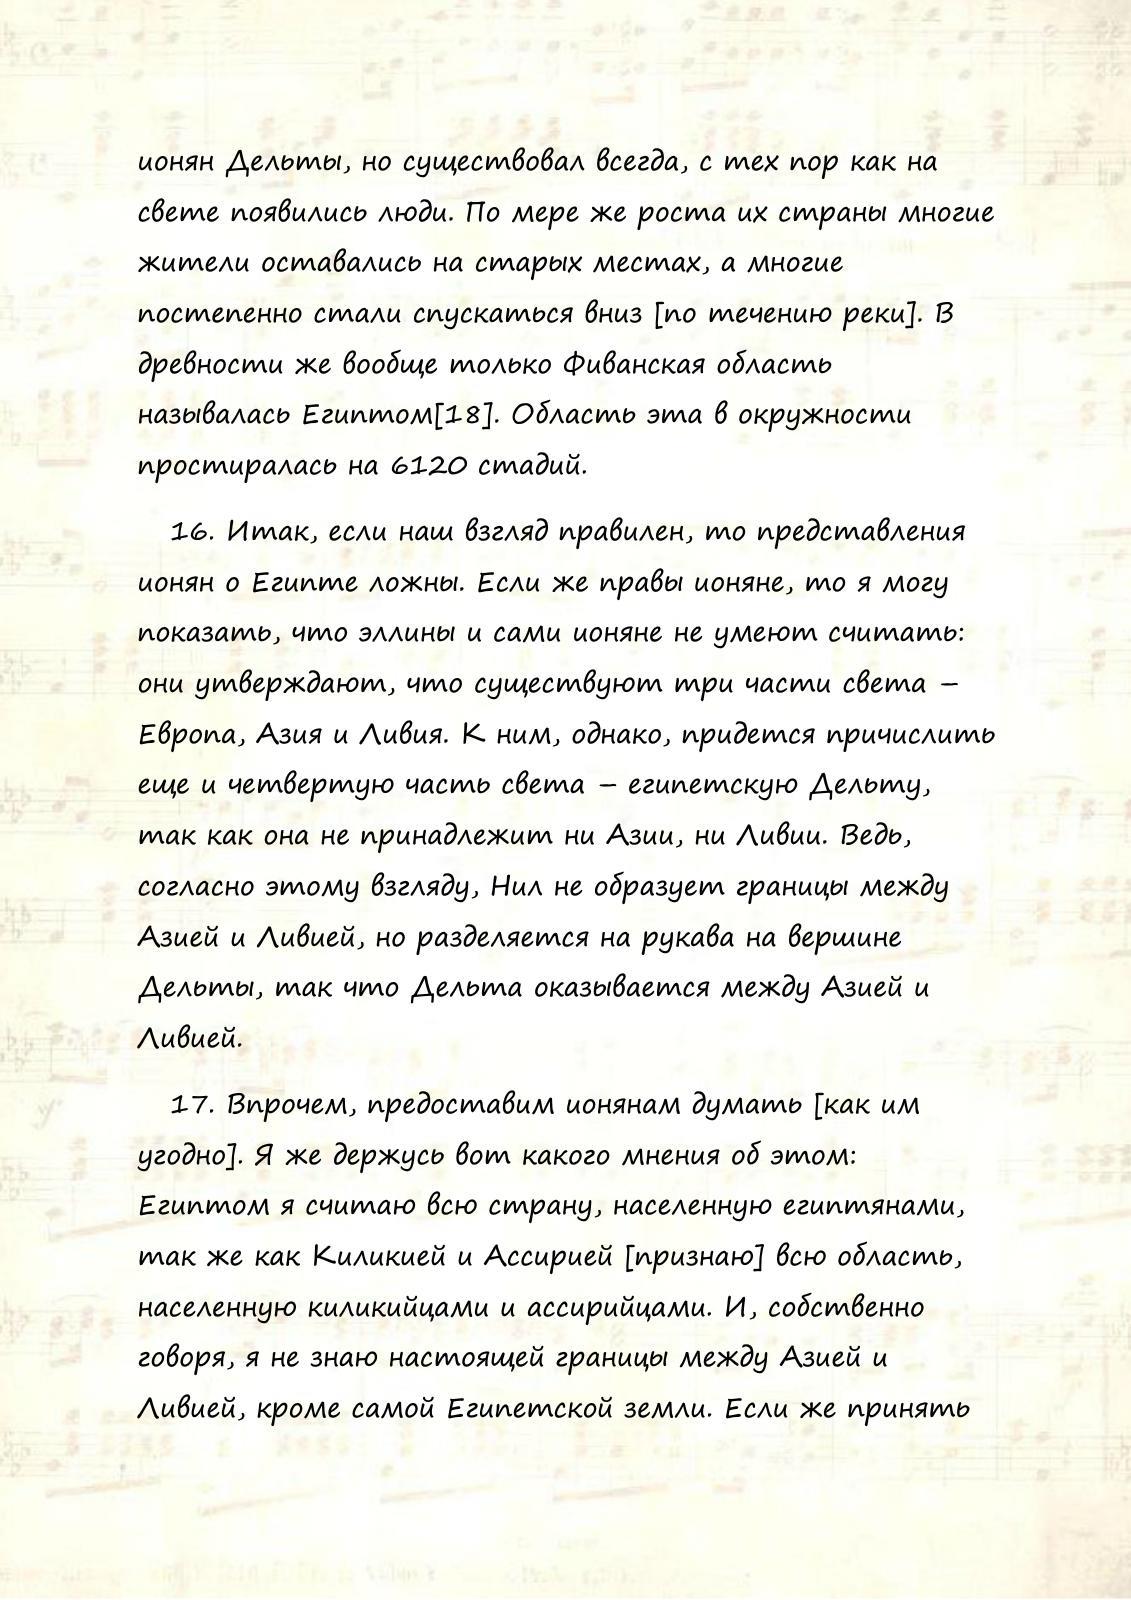 ионян Дельты, но существовал всегда, с тех пор как на
свете появились люди. По мере же роста их страны многие
жители оставались на старых местах, а многие
постепенно стали спускаться вниз [по течению реки]. В
древности же вообще только Фиванская область
называлась Египтом[18]. Область эта в окружности
простиралась на 6120 стадий.
16. Итак, если наш взгляд правилен, то представления
ионян о Египте ложны. Если же правы ионяне, то я могу
показать, что эллины и сами ионяне не умеют считать:
они утверждают, что существуют три части света –
Европа, Азия и Ливия. К ним, однако, придется причислить
еще и четвертую часть света – египетскую Дельту,
так как она не принадлежит ни Азии, ни Ливии. Ведь,
согласно этому взгляду, Нил не образует границы между
Азией и Ливией, но разделяется на рукава на вершине
Дельты, так что Дельта оказывается между Азией и
Ливией.
17. Впрочем, предоставим ионянам думать [как им
угодно]. Я же держусь вот какого мнения об этом:
Египтом я считаю всю страну, населенную египтянами,
так же как Киликией и Ассирией [признаю] всю область,
населенную киликийцами и ассирийцами. И, собственно
говоря, я не знаю настоящей границы между Азией и
Ливией, кроме самой Египетской земли. Если же принять